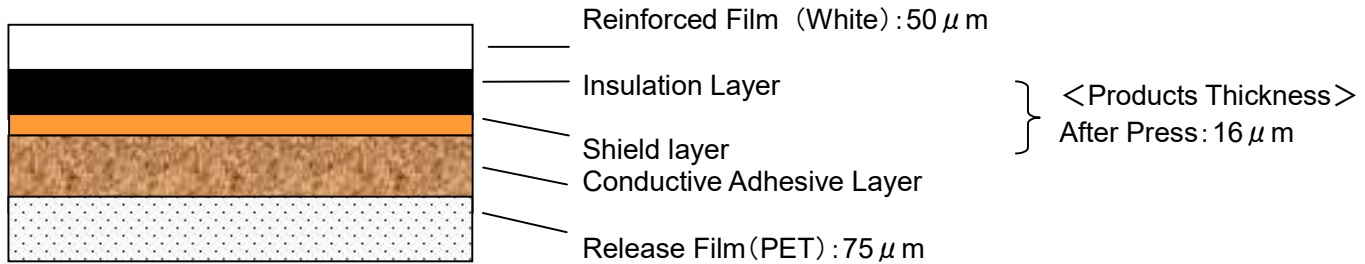 Reinforced Film (White):50μm
Insulation Layer
<Products Thickness>
After Press:16μm
Shield layer
Conductive Adhesive Layer
Release Film(PET):75μm